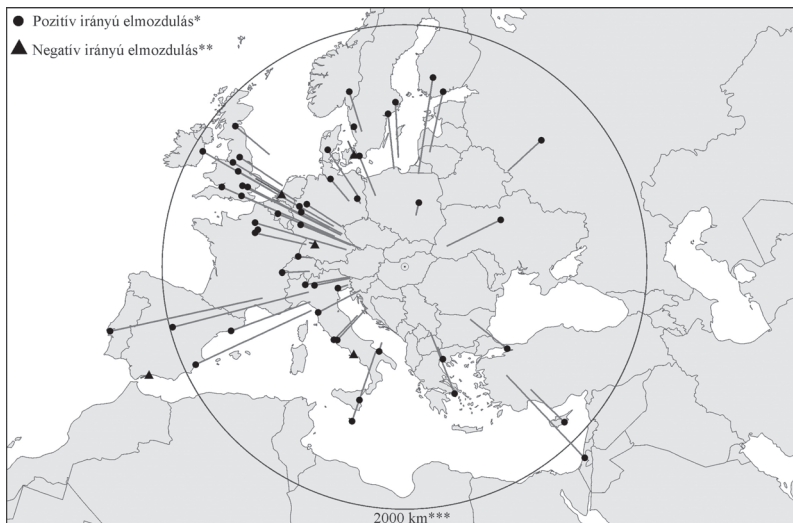 Pozitív irányú elmozdulás*
Negatív irányú elmozdulás**
2000 km***